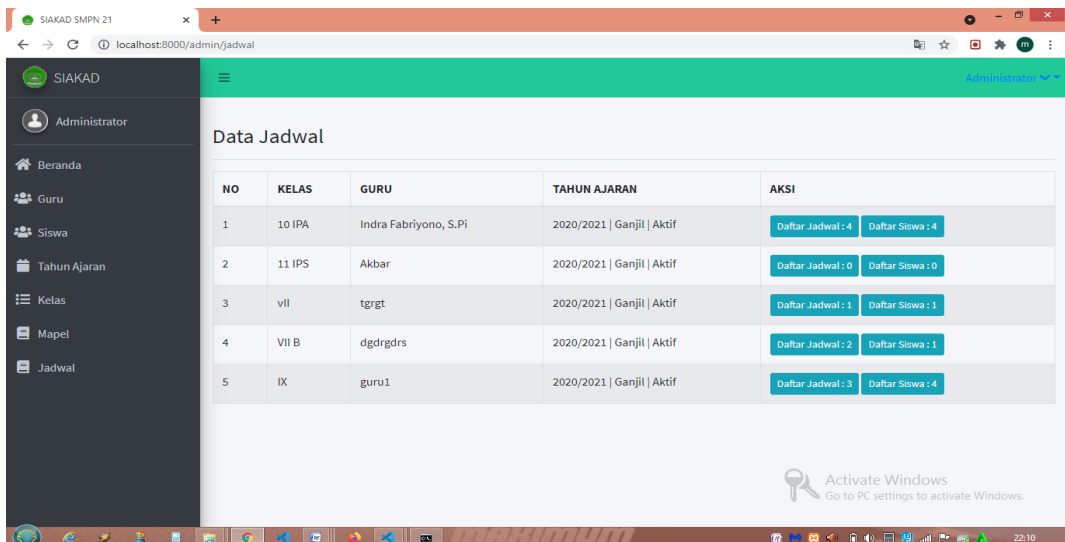 SIAKAD SMPN 21
localhost:8000/admin/jadwal
m
SIAKAD
Administrator
Administrator
Data Jadwal
Beranda
Guru
Siswa
Tahun Ajaran
Kelas
Mapel
Jadwal
NO KELAS GURU TAHUN AJARAN AKSI
1 10 IPA Indra Fabriyono, S.Pi 2020/2021 | Ganjil | Aktif Daftar Jadwal : 4 Daftar Siswa : 4
2 11 IPS Akbar 2020/2021 | Ganjil | Aktif Daftar Jadwal : 0 Daftar Siswa : 0
3 vII tgrgt 2020/2021 | Ganjil | Aktif Daftar Jadwal : 1 Daftar Siswa : 1
4 VII B dgdrgdrs 2020/2021 | Ganjil | Aktif Daftar Jadwal : 2 Daftar Siswa : 1
5 IX guru1 2020/2021 | Ganjil | Aktif Daftar Jadwal : 3 Daftar Siswa : 4
Activate Windows
Go to PC settings to activate Windows.
22:10